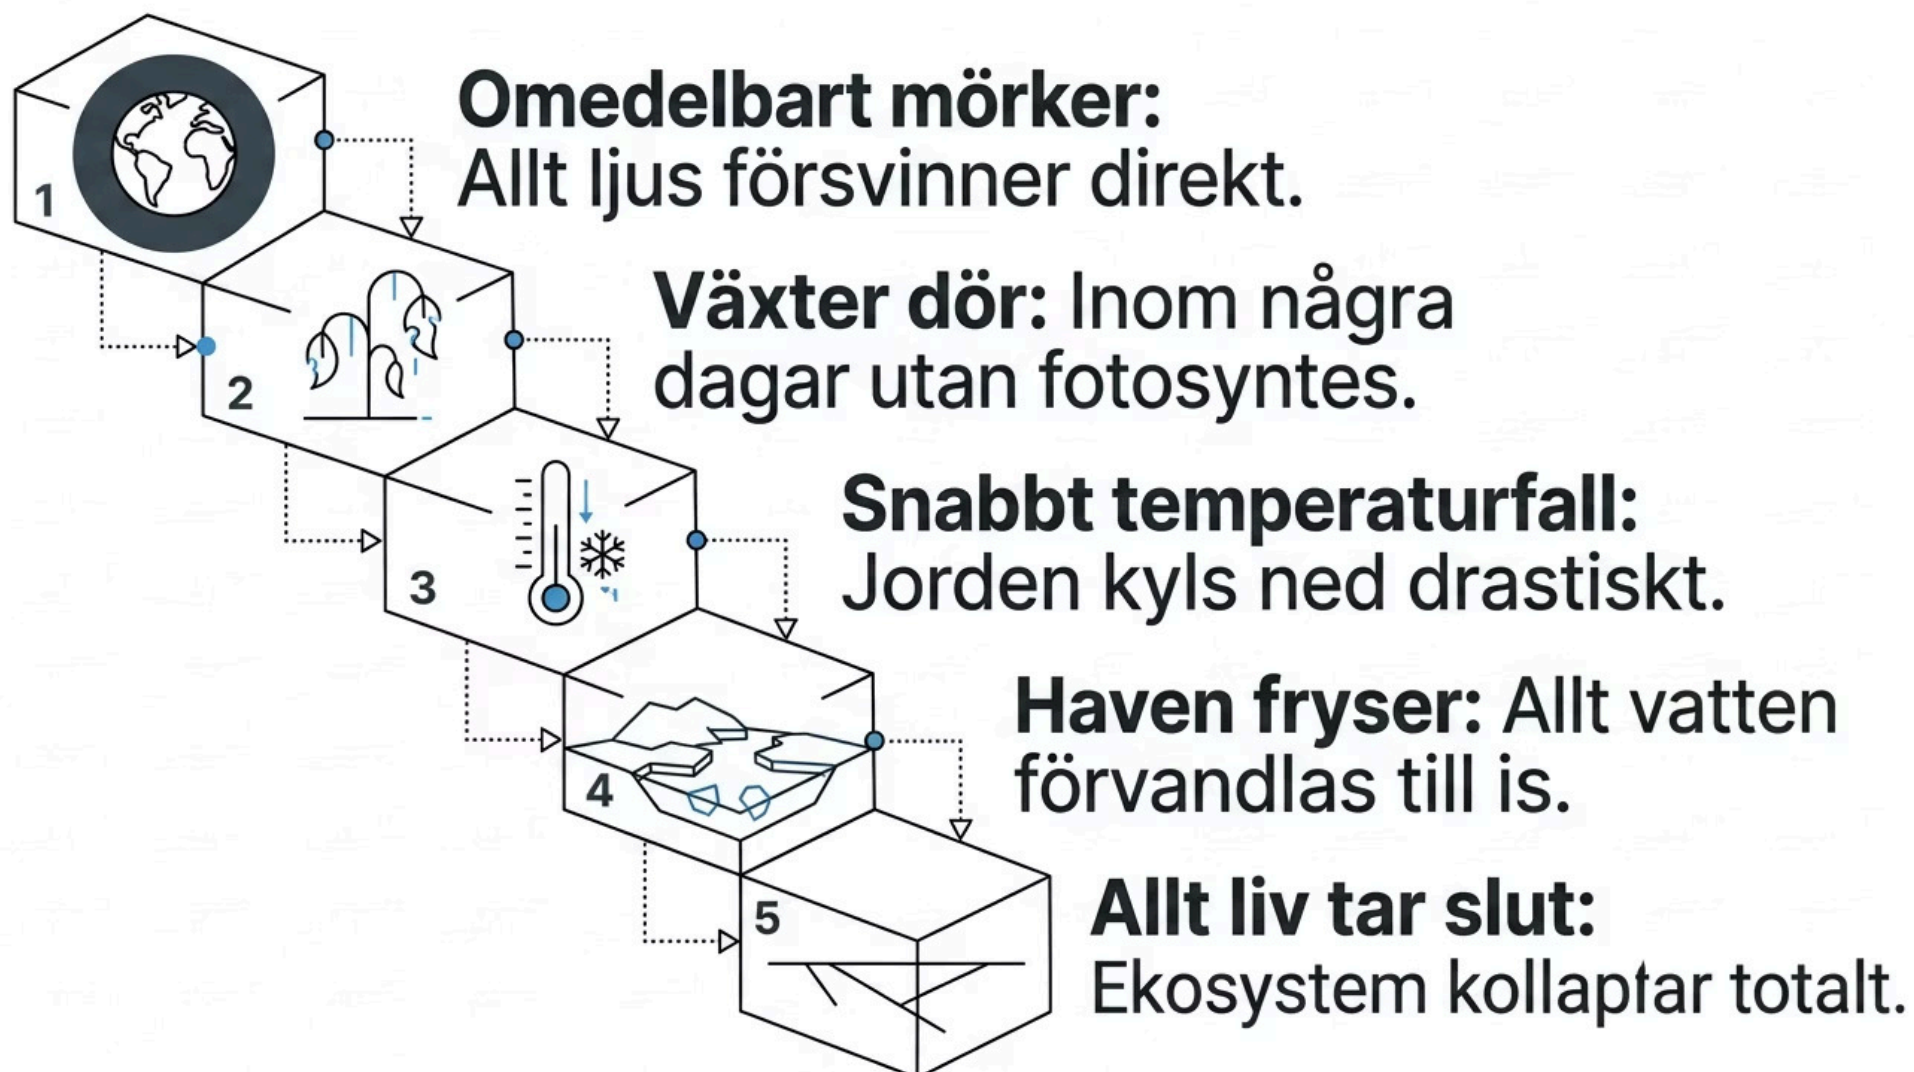 1
Omedelbart mörker:
Allt ljus försvinner direkt.
2
Växter dör: Inom några
dagar utan fotosyntes.
3
Snabbt temperaturfall:
Jorden kyls ned drastiskt.
4
Haven fryser: Allt vatten
förvandlas till is.
5
Allt liv tar slut:
Ekosystem totalt.